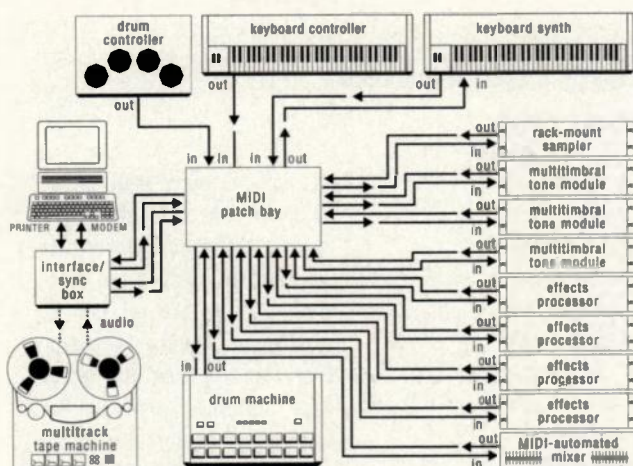 drum
controller
keyboard controller
keyboard synth
out
out
out
in
in
in
in
out
MIDI
patch bay
PRINTER
MODEM
interface/
sync
box
audio
multitrack
tape machine
in
out
drum machine
out
in
rack-mount
sampler
out
in
multitimbral
tone module
out
in
multitimbral
tone module
out
in
multitimbral
tone module
out
in
effects
processor
out
in
effects
processor
out
in
effects
processor
out
in
effects
processor
out
in
MIDI-automated
mixer